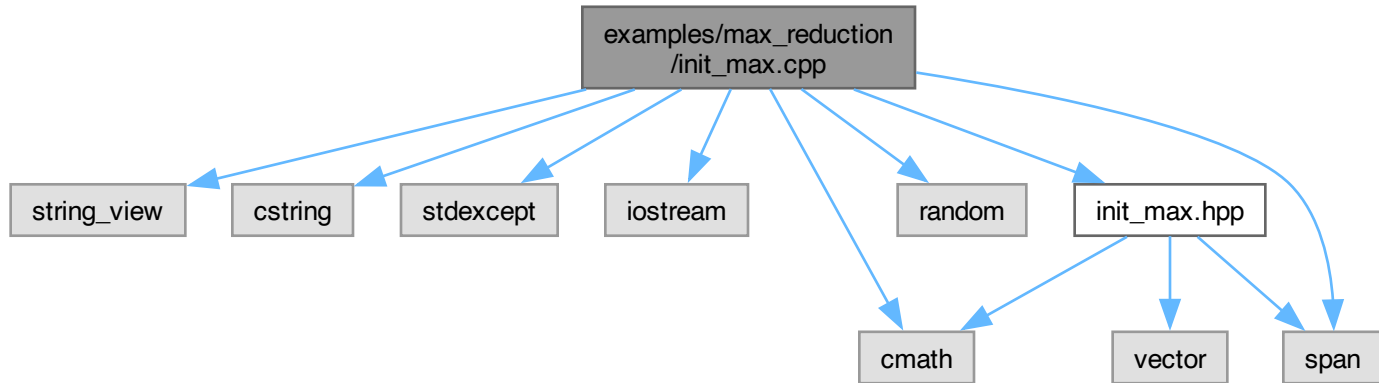 examples/max_reduction
/init_max.cpp
string_view
cstring
stdexcept
iostream
random
init_max.hpp
cmath
vector
span